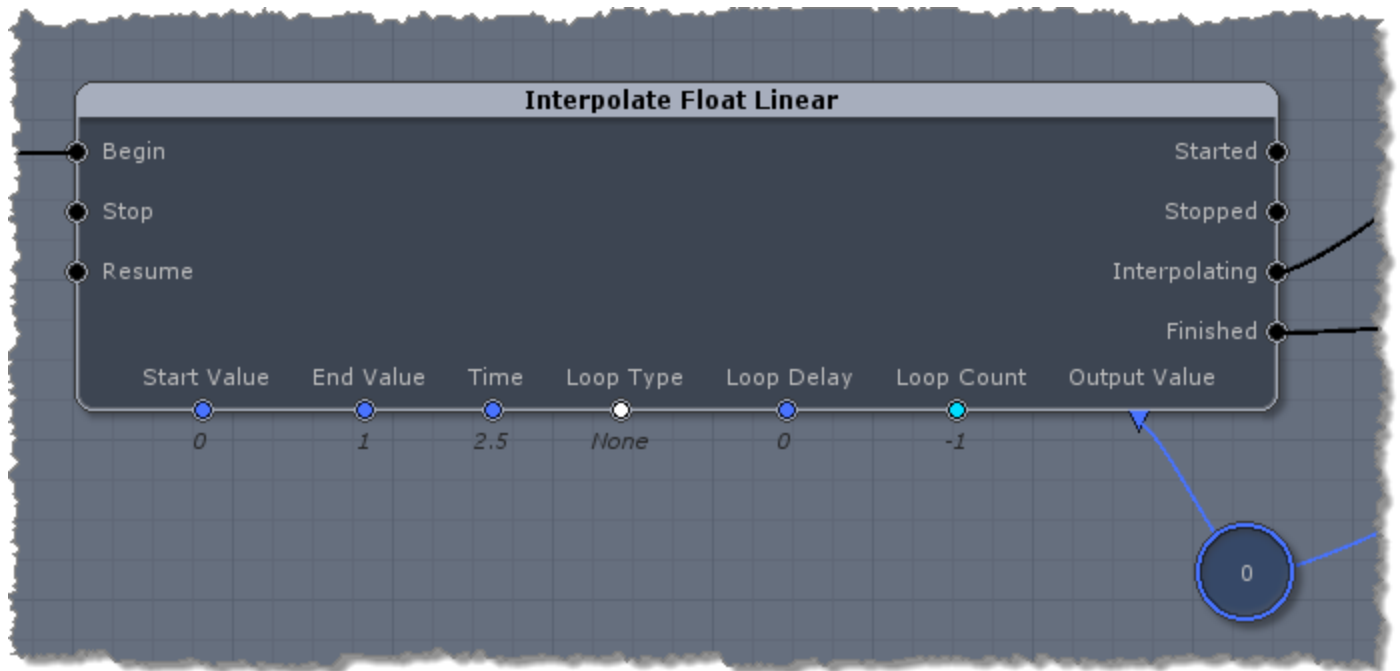 Interpolate Float Linear
Begin
Started
Stop
Stopped
Resume
Interpolating
Finished
Start Value End Value Time Loop Type Loop Delay Loop Count Output Value
0 1 2.5 None 0 -1
0